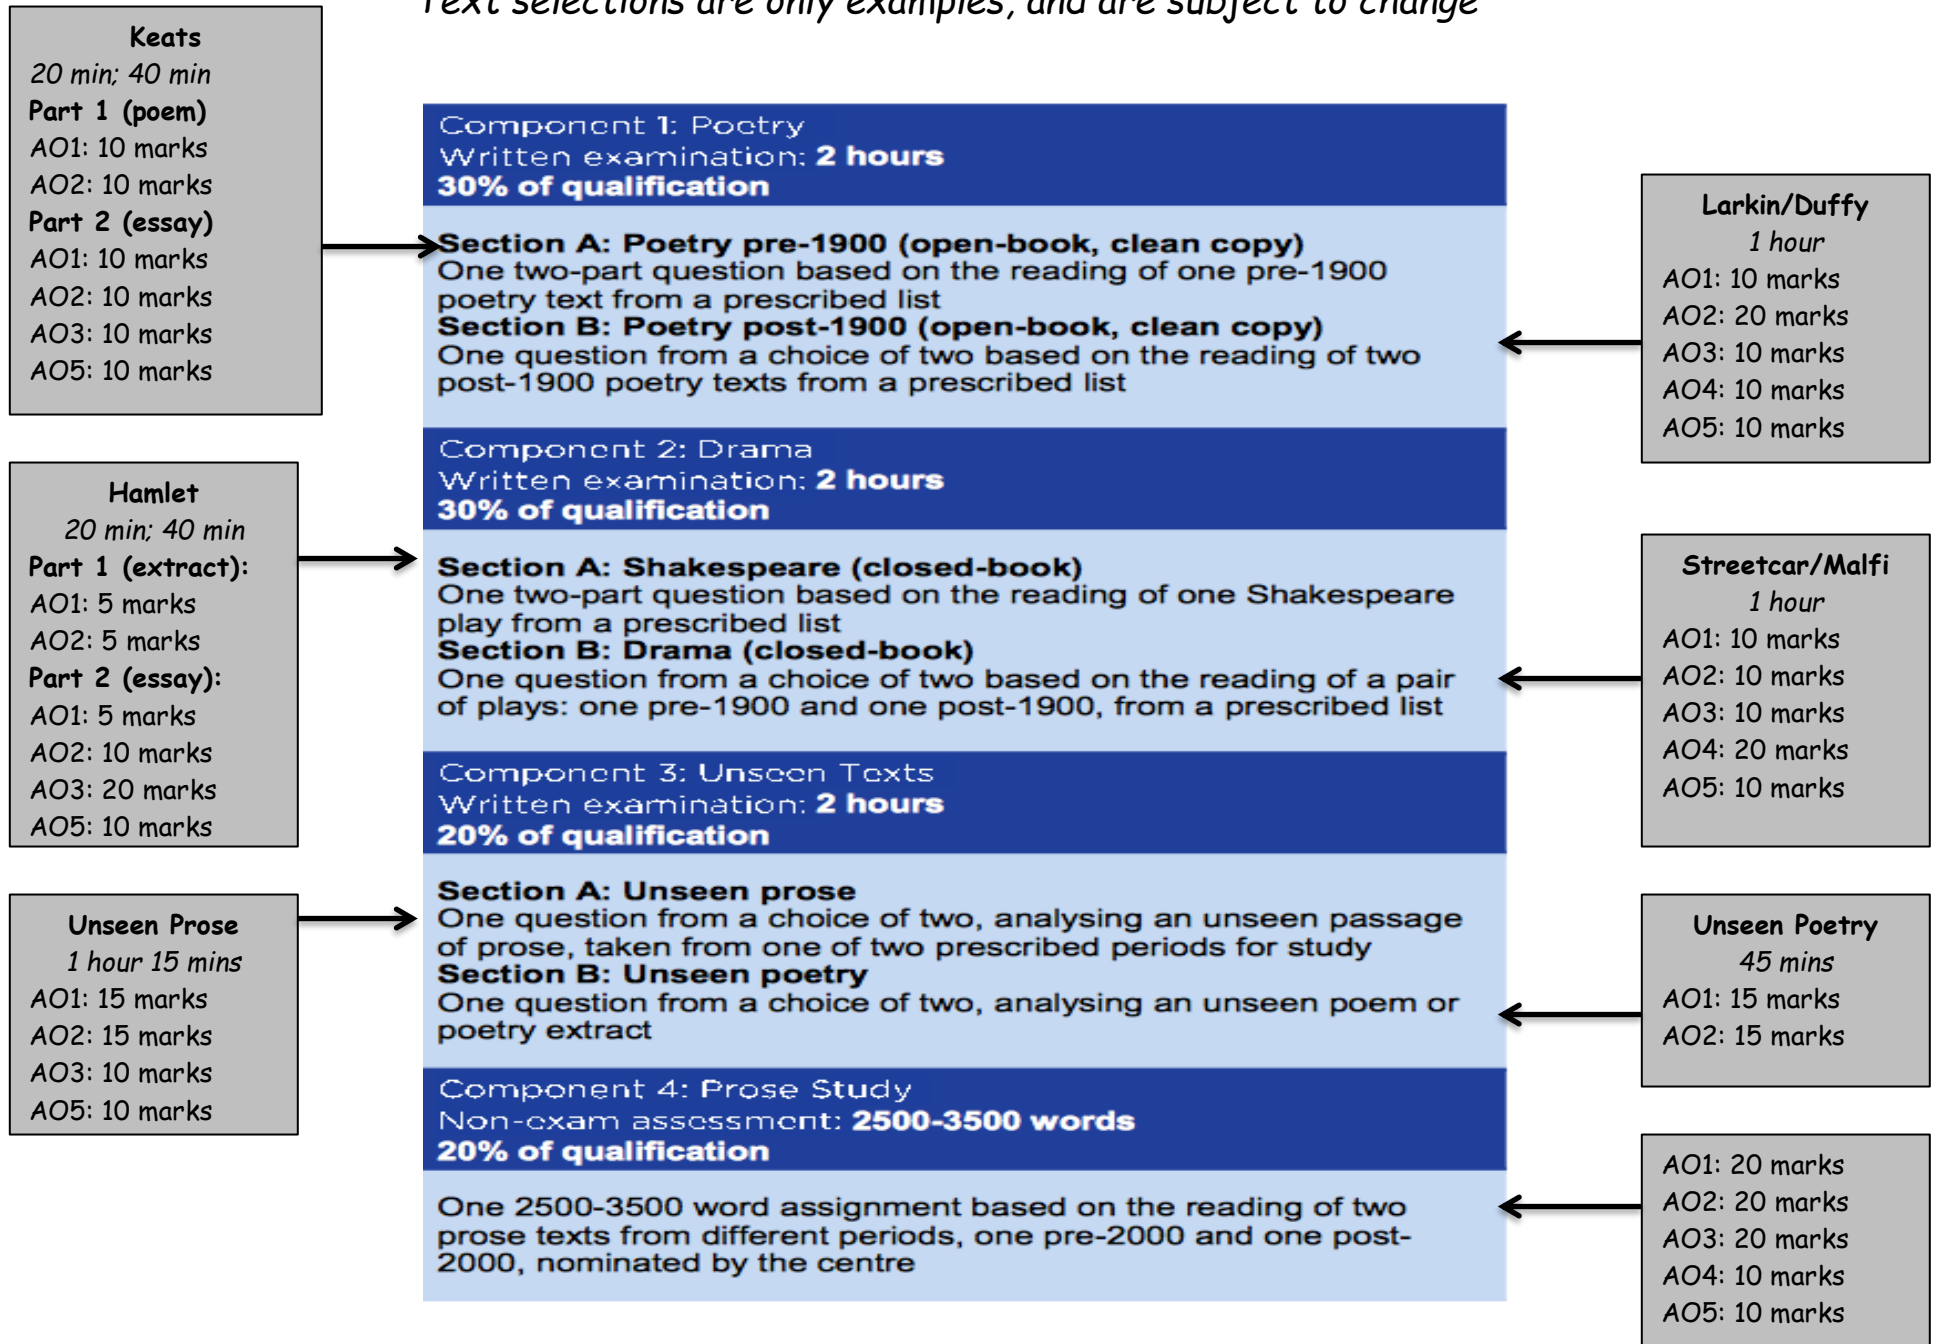 Text selections are only examples, and are subject to change
Keats
20 min; 40 min
Part 1 (poem)
AO1: 10 marks
AO2: 10 marks
Part 2 (essay)
AO1: 10 marks
AO2: 10 marks
AO3: 10 marks
AO5: 10 marks
Component 1: Poetry
Written examination: 2 hours
30% of qualification
Section A: Poetry pre-1900 (open-book, clean copy)
One two-part question based on the reading of one pre-1900
poetry text from a prescribed list
Section B: Poetry post-1900 (open-book, clean copy)
One question from a choice of two based on the reading of two
post-1900 poetry texts from a prescribed list
Larkin/Duffy
1 hour
AO1: 10 marks
AO2: 20 marks
AO3: 10 marks
AO4: 10 marks
AO5: 10 marks
Hamlet
20 min; 40 min
Part 1 (extract):
AO1: 5 marks
AO2: 5 marks
Part 2 (essay):
AO1: 5 marks
AO2: 10 marks
AO3: 20 marks
AO5: 10 marks
Component 2: Drama
Written examination: 2 hours
30% of qualification
Section A: Shakespeare (closed-book)
One two-part question based on the reading of one Shakespeare
play from a prescribed list
Section B: Drama (closed-book)
One question from a choice of two based on the reading of a pair
of plays: one pre-1900 and one post-1900, from a prescribed list
Streetcar/Malfi
1 hour
AO1: 10 marks
AO2: 10 marks
AO3: 10 marks
AO4: 20 marks
AO5: 10 marks
Unseen Prose
1 hour 15 mins
AO1: 15 marks
AO2: 15 marks
AO3: 10 marks
AO5: 10 marks
Component 3: Unseen Texts
Written examination: 2 hours
20% of qualification
Section A: Unseen prose
One question from a choice of two, analysing an unseen passage
of prose, taken from one of two prescribed periods for study
Section B: Unseen poetry
One question from a choice of two, analysing an unseen poem or
poetry extract
Unseen Poetry
45 mins
AO1: 15 marks
AO2: 15 marks
Component 4: Prose Study
Non-exam assessment: 2500-3500 words
20% of qualification
One 2500-3500 word assignment based on the reading of two
prose texts from different periods, one pre-2000 and one post-
2000, nominated by the centre
AO1: 20 marks
AO2: 20 marks
AO3: 20 marks
AO4: 10 marks
AO5: 10 marks